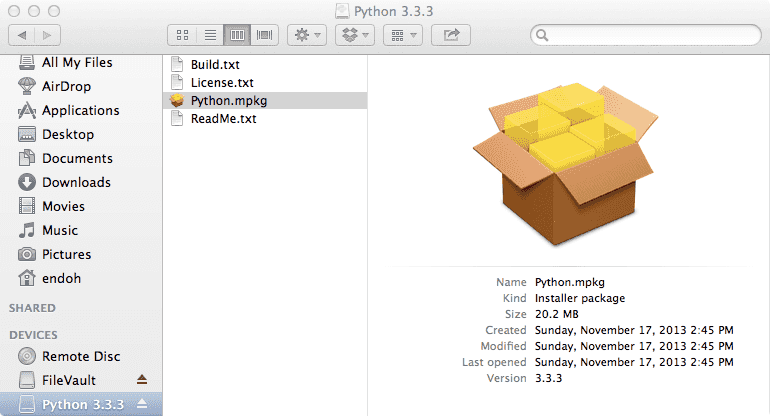 Python 3.3.3
All My Files
AirDrop
Applications
Desktop
Documents
Downloads
Movies
Music
Pictures
endoh
SHARED
DEVICES
Remote Disc
FileVault
Python 3.3.3
Build.txt
License.txt
Python.mpkg
ReadMe.txt
Name Python.mpkg
Kind Installer package
Size 20.2 MB
Created Sunday, November 17, 2013 2:45 PM
Modified Sunday, November 17, 2013 2:45 PM
Last opened Sunday, November 17, 2013 2:45 PM
Version 3.3.3